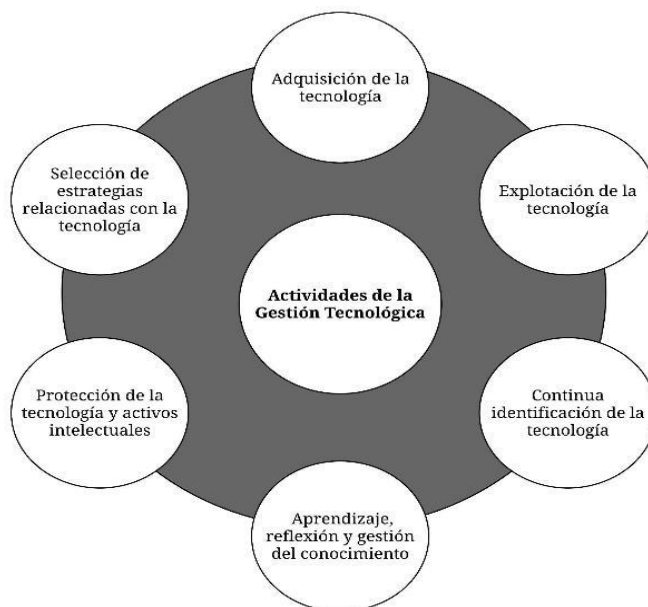 Adquisición de la
tecnología
Selección de
estrategias
relacionadas con la
tecnología
Explotación de la
tecnología
Actividades de la
Gestión Tecnológica
Protección de la
tecnología y activos
intelectuales
Continua
identificación de la
tecnología
Aprendizaje,
reflexión y gestión
del conocimiento